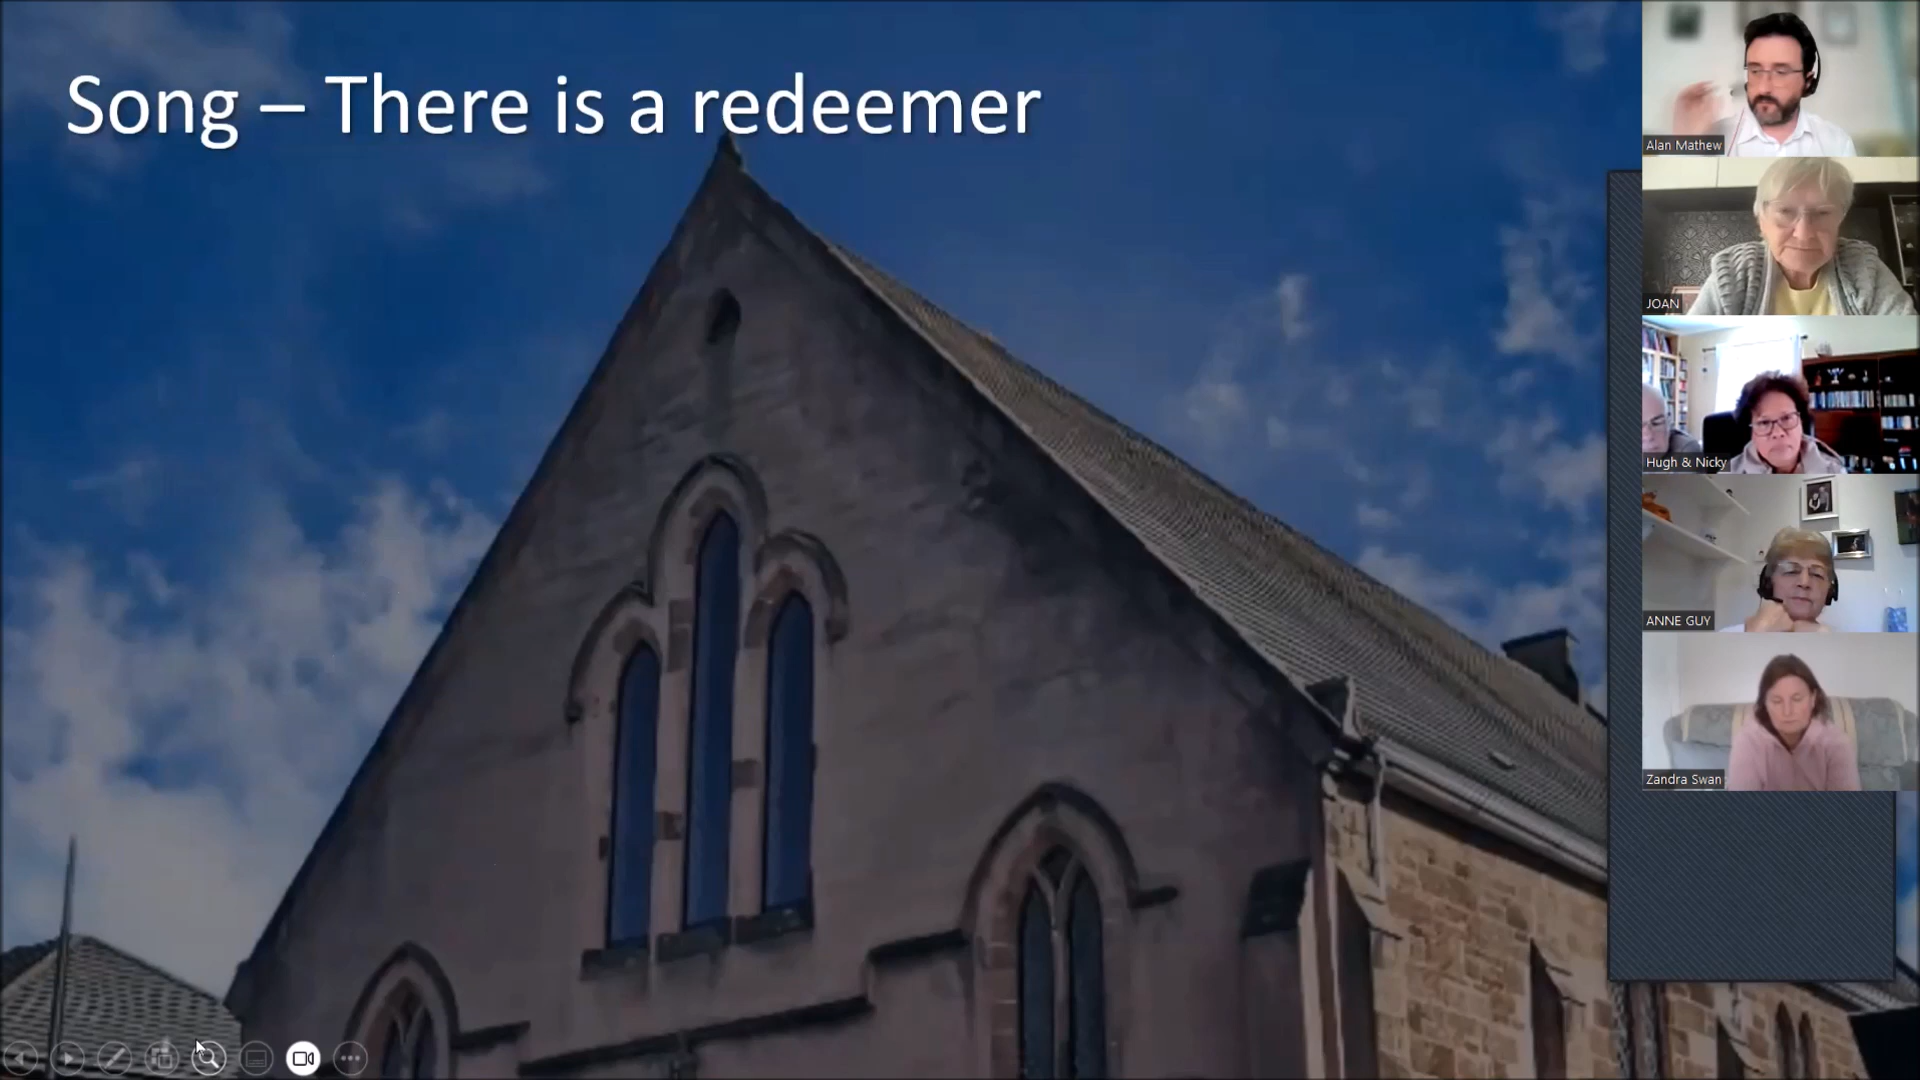 Song – There is a redeemer
Alan Mathew
JOAN
Hugh & Nicky
ANNE GUY
Zandra Swan